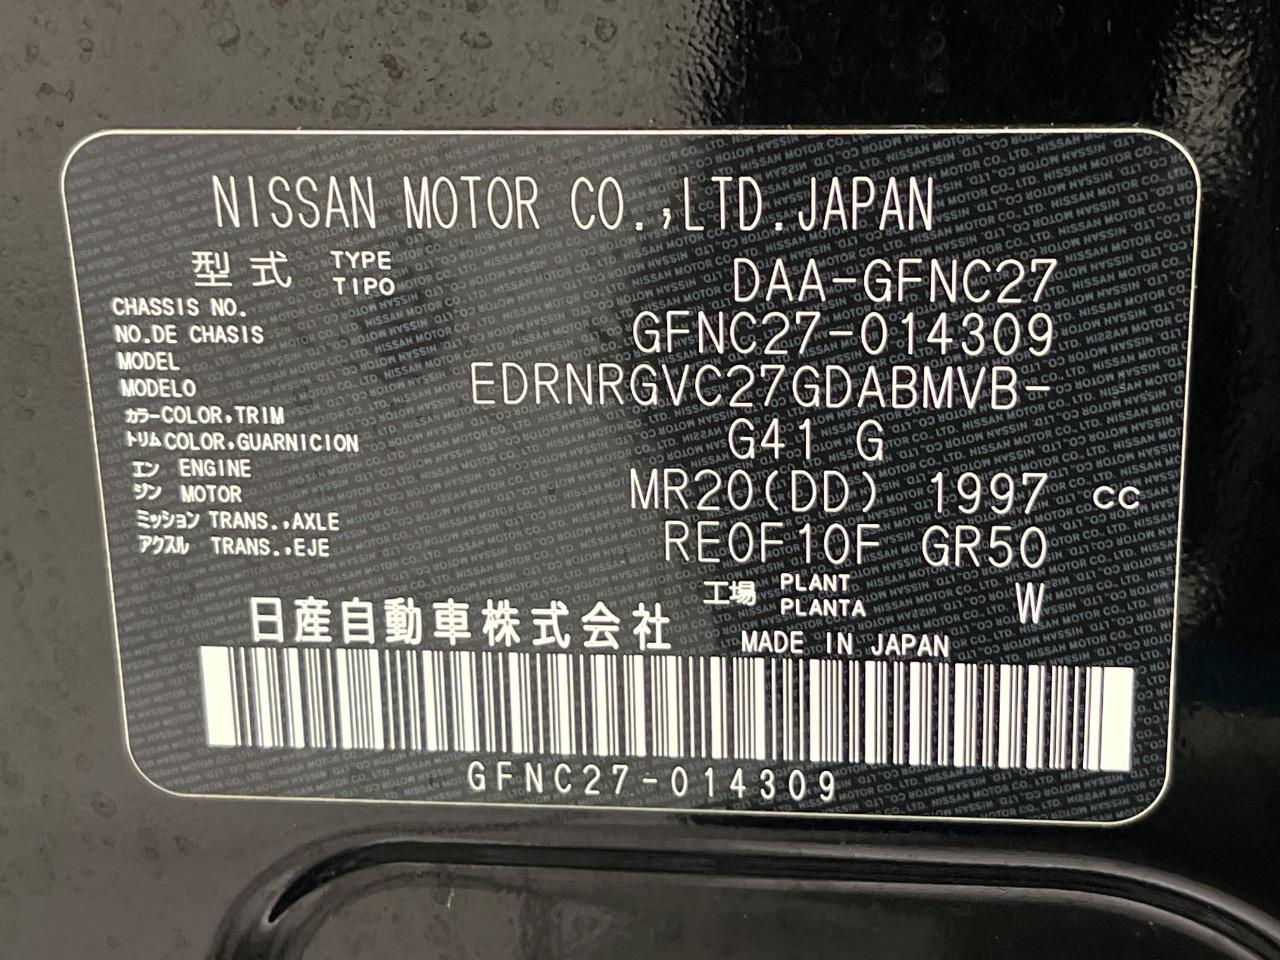 NISSAN MOTOR CO.,LTD.JAPAN
型式 TYPE TIPO DAA-GFNC27
CHASSIS NO.
NO.DE CHASIS GFNC27-014309
MODEL
MODELO EDRNRGVC27GDABMVB-
カラー COLOR,TRIM
トリム COLOR,GUARNICION G41 G
エン ENGINE
ジン MOTOR MR20(DD) 1997 cc
ミッション TRANS.,AXLE
アクスル TRANS.,EJE RE0F10F GR50
工場 PLANT PLANTA W
日産自動車株式会社 MADE IN JAPAN
GFNC27-014309